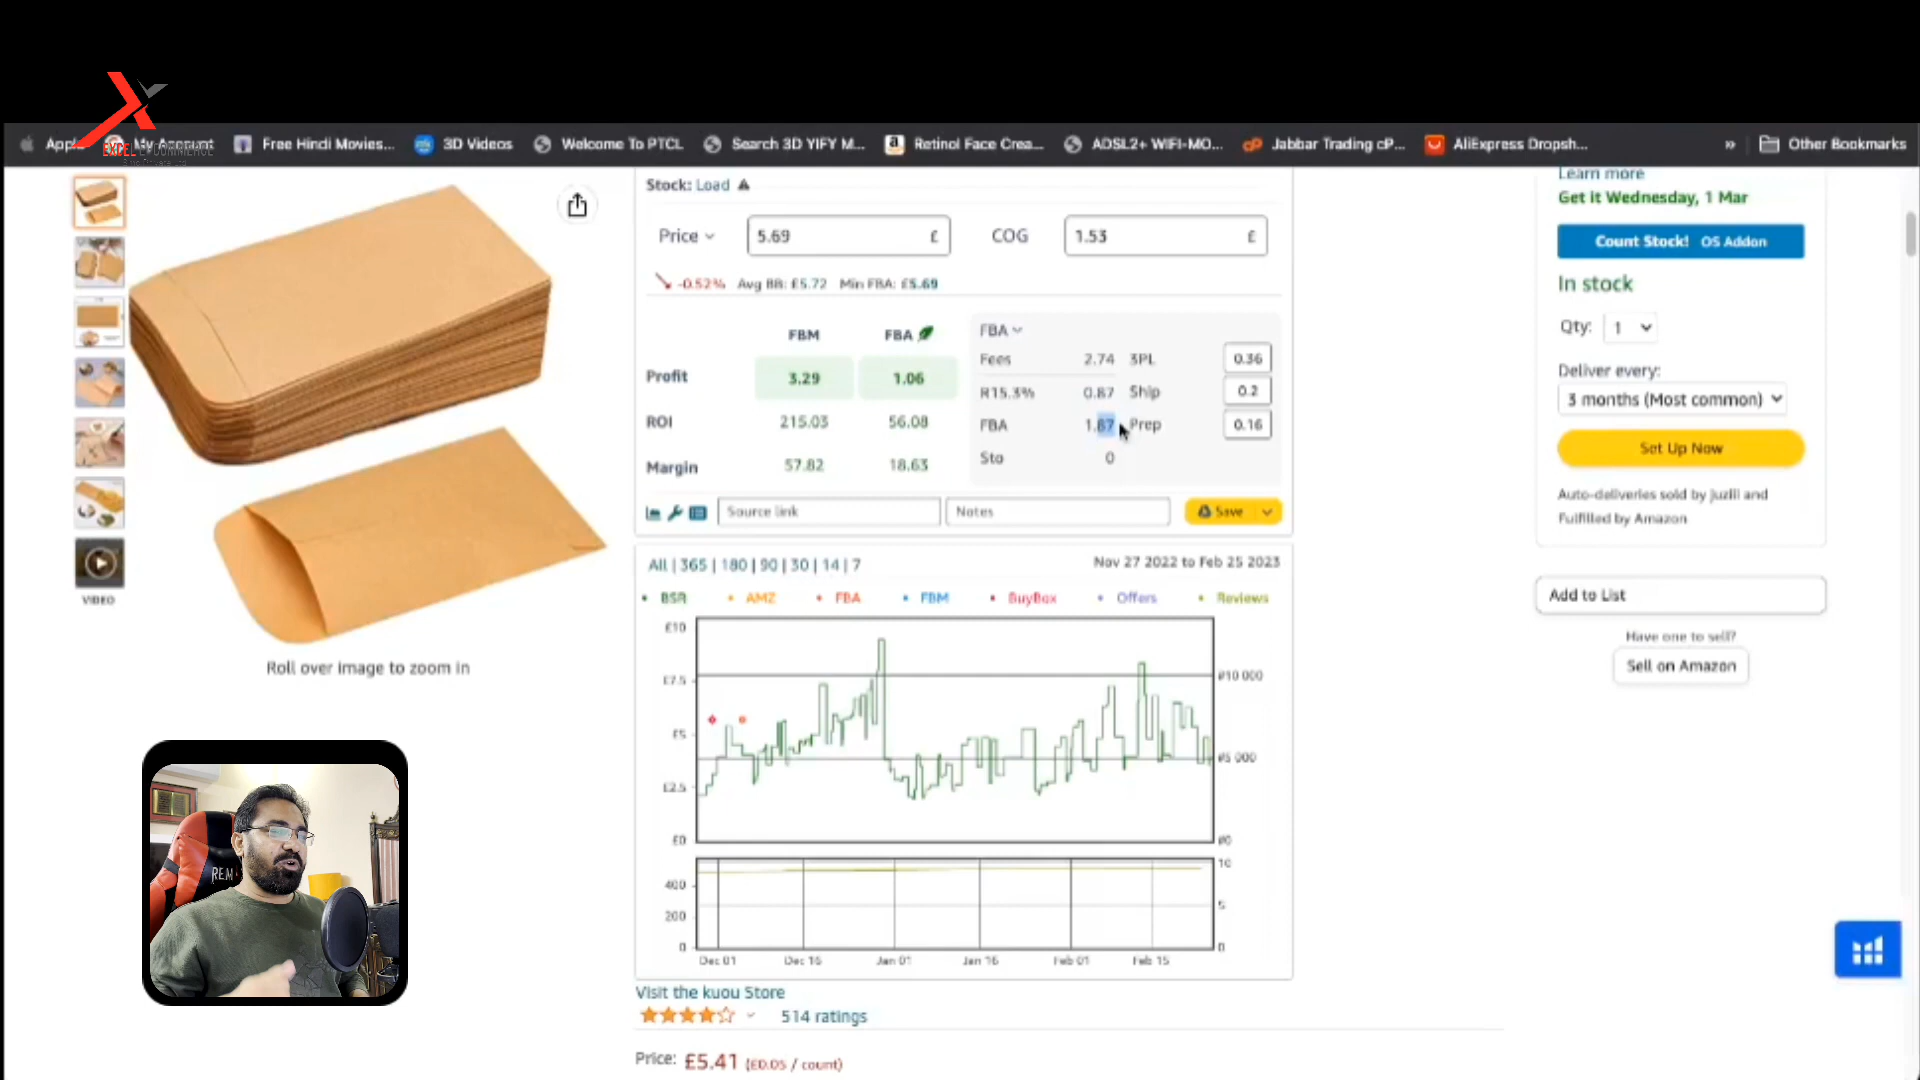 Apple
My Account
Free Hindi Movies...
3D Videos
Welcome To PTCL
Search 3D YIFY M...
Retinol Face Crea...
ADSL2+ WIFI-MO...
Jabbar Trading cP...
AliExpress Dropsh...
»
Other Bookmarks
EXCEL ECOMMERCE
Stock: Load
Price
5.69 £
COG
1.53 £
-0.52% Avg BB: £5.72 Min FBA: £5.69
FBM FBA
Profit 3.29 1.06
ROI 215.03 56.08
Margin 57.82 18.63
FBA
Fees 2.74 3PL 0.36
R15.3% 0.87 Ship 0.2
FBA 1.87 Prep 0.16
Sto 0
Source link
Notes
Save
All | 365 | 180 | 90 | 30 | 14 | 7
Nov 27 2022 to Feb 25 2023
BSR AMZ FBA FBM BuyBox Offers Reviews
£10
£7.5
£5
£2.5
£0
#10 000
#5 000
#0
400
200
0
10
5
0
Dec 01 Dec 16 Jan 01 Jan 16 Feb 01 Feb 15
Visit the kuou Store
514 ratings
Price: £5.41 (£0.05 / count)
VIDEO
Roll over image to zoom in
REM
Learn more
Get it Wednesday, 1 Mar
Count Stock! OS Addon
In stock
Qty: 1
Deliver every:
3 months (Most common)
Set Up Now
Auto-deliveries sold by Juzili and
Fulfilled by Amazon
Add to List
Have one to sell?
Sell on Amazon